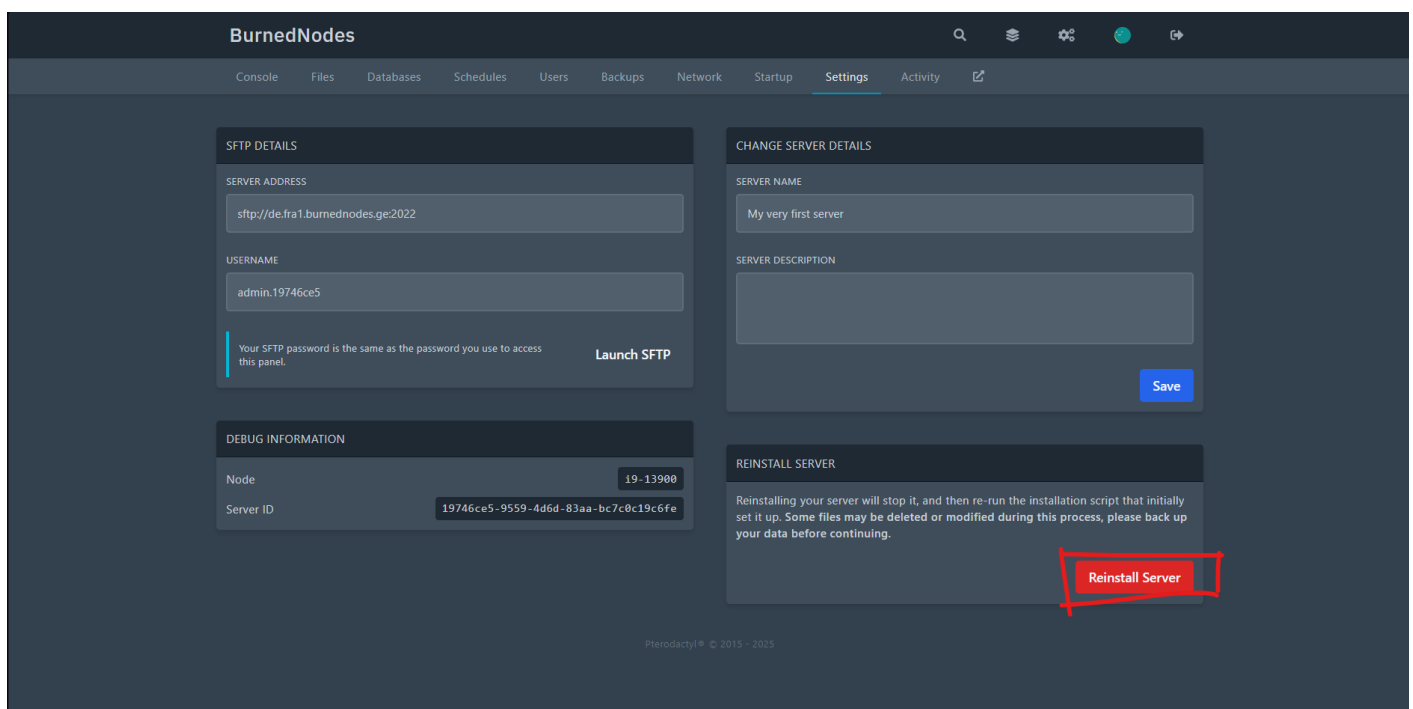 BurnedNodes
Console Files Databases Schedules Users Backups Network Startup Settings Activity
SFTP DETAILS
SERVER ADDRESS
sftp://de.fra1.burnednodes.ge:2022
USERNAME
admin.19746ce5
Your SFTP password is the same as the password you use to access
this panel.
Launch SFTP
DEBUG INFORMATION
Node i9-13900
Server ID 19746ce5-9559-4d6d-83aa-bc7c0c19c6fe
CHANGE SERVER DETAILS
SERVER NAME
My very first server
SERVER DESCRIPTION
Save
REINSTALL SERVER
Reinstalling your server will stop it, and then re-run the installation script that initially
set it up. Some files may be deleted or modified during this process, please back up
your data before continuing.
Reinstall Server
Pterodactyl® © 2015 - 2025